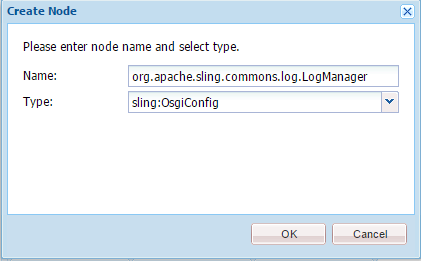 Create Node
Please enter node name and select type.
Name: org.apache.sling.commons.log.LogManager
Type: sling:OsgiConfig
OK Cancel